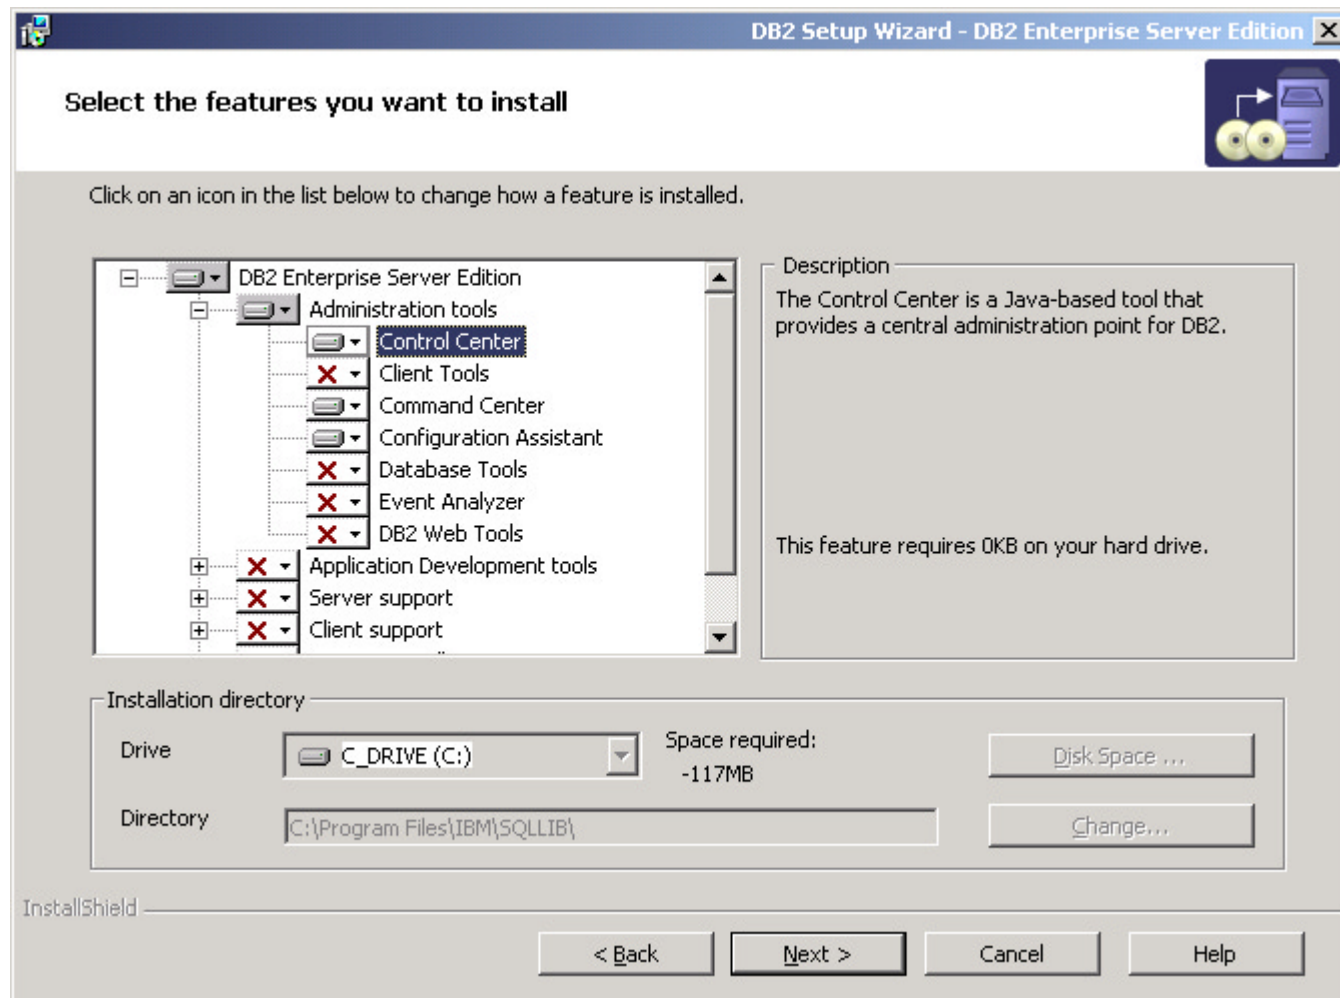 DB2 Setup Wizard - DB2 Enterprise Server Edition
Select the features you want to install
Click on an icon in the list below to change how a feature is installed.
DB2 Enterprise Server Edition
Administration tools
Control Center
Client Tools
Command Center
Configuration Assistant
Database Tools
Event Analyzer
DB2 Web Tools
Application Development tools
Server support
Client support
Description
The Control Center is a Java-based tool that
provides a central administration point for DB2.
This feature requires 0KB on your hard drive.
Installation directory
Drive
C_DRIVE (C:)
Space required:
-117MB
Disk Space ...
Directory
C:\Program Files\IBM\SQLLIB\
Change...
InstallShield
< Back
Next >
Cancel
Help